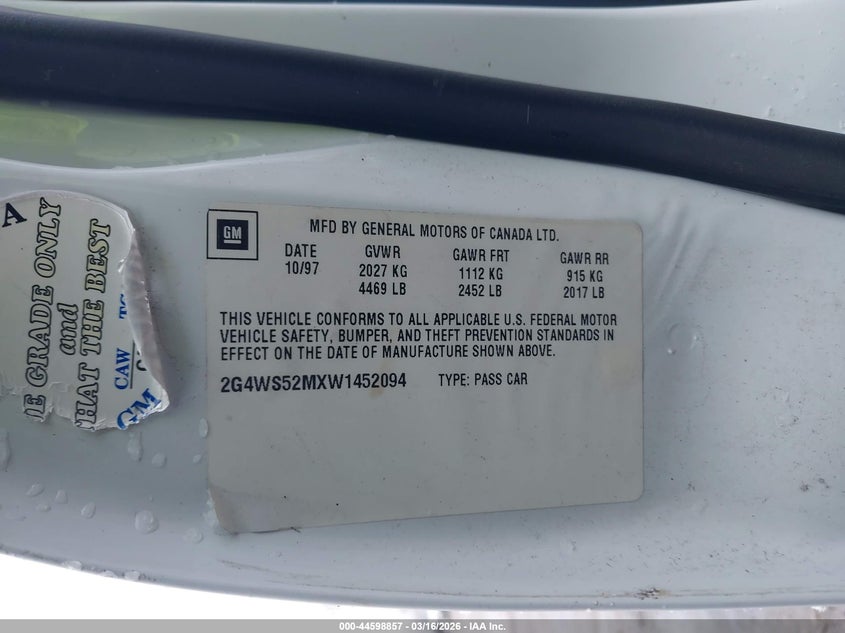 A
E GRADE ONLY
and
HAT THE BEST
CAW
GM
GM
MFD BY GENERAL MOTORS OF CANADA LTD.
DATE GVWR GAWR FRT GAWR RR
10/97 2027 KG 1112 KG 915 KG
4469 LB 2452 LB 2017 LB
THIS VEHICLE CONFORMS TO ALL APPLICABLE U.S. FEDERAL MOTOR
VEHICLE SAFETY, BUMPER, AND THEFT PREVENTION STANDARDS IN
EFFECT ON THE DATE OF MANUFACTURE SHOWN ABOVE.
2G4WS52MXW1452094 TYPE: PASS CAR
000-44598857 - 03/16/2026 - IAA Inc.